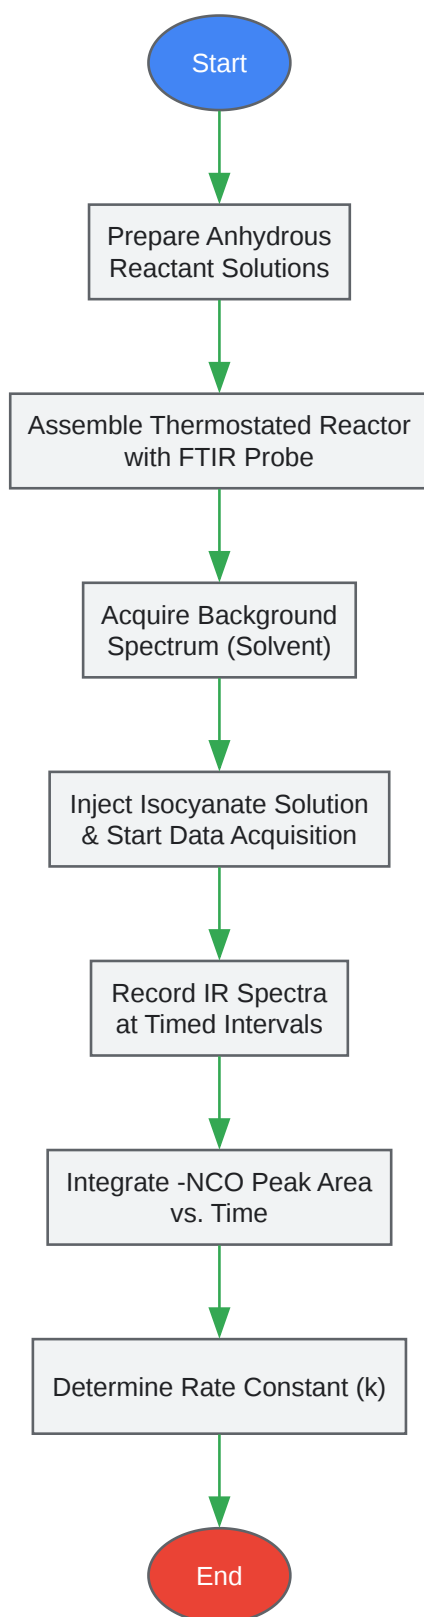 Start
Prepare Anhydrous
Reactant Solutions
Assemble Thermostated Reactor
with FTIR Probe
Acquire Background
Spectrum (Solvent)
Inject Isocyanate Solution
& Start Data Acquisition
Record IR Spectra
at Timed Intervals
Integrate -NCO Peak Area
vs. Time
Determine Rate Constant (k)
End